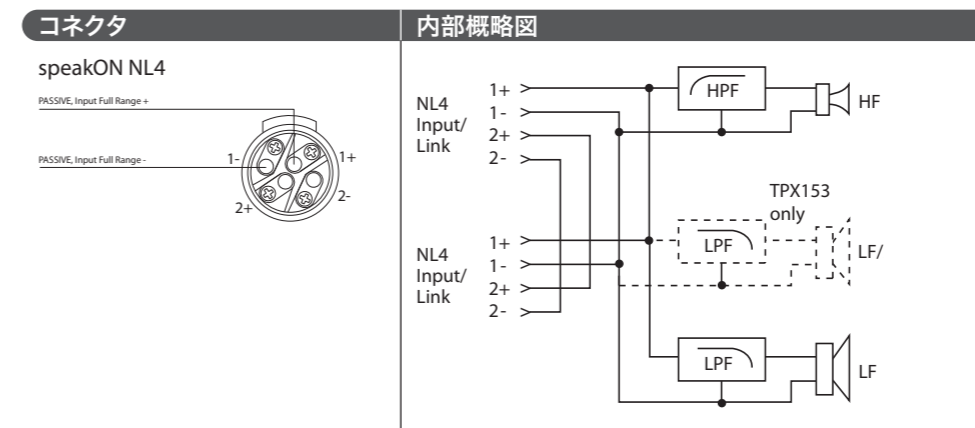 コネクタ
内部概略図
speakON NL4
PASSIVE, Input Full Range +
PASSIVE, Input Full Range -
1-
1+
2+
2-
NL4
Input/
Link
1+
1-
2+
2-
HPF
HF
TPX153
only
NL4
Input/
Link
1+
1-
2+
2-
LPF
LF/
LPF
LF